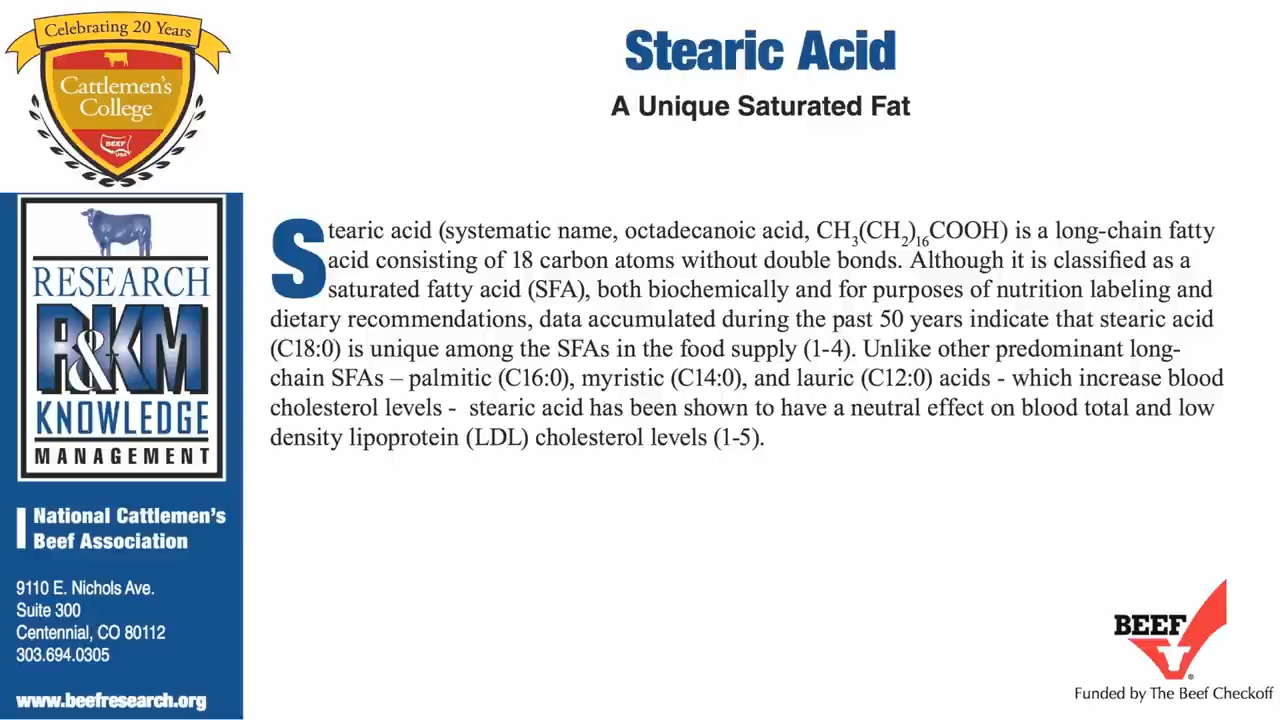 Celebrating 20 Years
Cattlemen's
College
BEEF
USA
RESEARCH
R&KM
KNOWLEDGE
MANAGEMENT
National Cattlemen's
Beef Association
9110 E. Nichols Ave.
Suite 300
Centennial, CO 80112
303.694.0305
www.beefresearch.org
Stearic Acid
A Unique Saturated Fat
Stearic acid (systematic name, octadecanoic acid, CH₃(CH₂)₁₆COOH) is a long-chain fatty
acid consisting of 18 carbon atoms without double bonds. Although it is classified as a
saturated fatty acid (SFA), both biochemically and for purposes of nutrition labeling and
dietary recommendations, data accumulated during the past 50 years indicate that stearic acid
(C18:0) is unique among the SFAs in the food supply (1-4). Unlike other predominant long-
chain SFAs – palmitic (C16:0), myristic (C14:0), and lauric (C12:0) acids - which increase blood
cholesterol levels - stearic acid has been shown to have a neutral effect on blood total and low
density lipoprotein (LDL) cholesterol levels (1-5).
BEEF
®
Funded by The Beef Checkoff